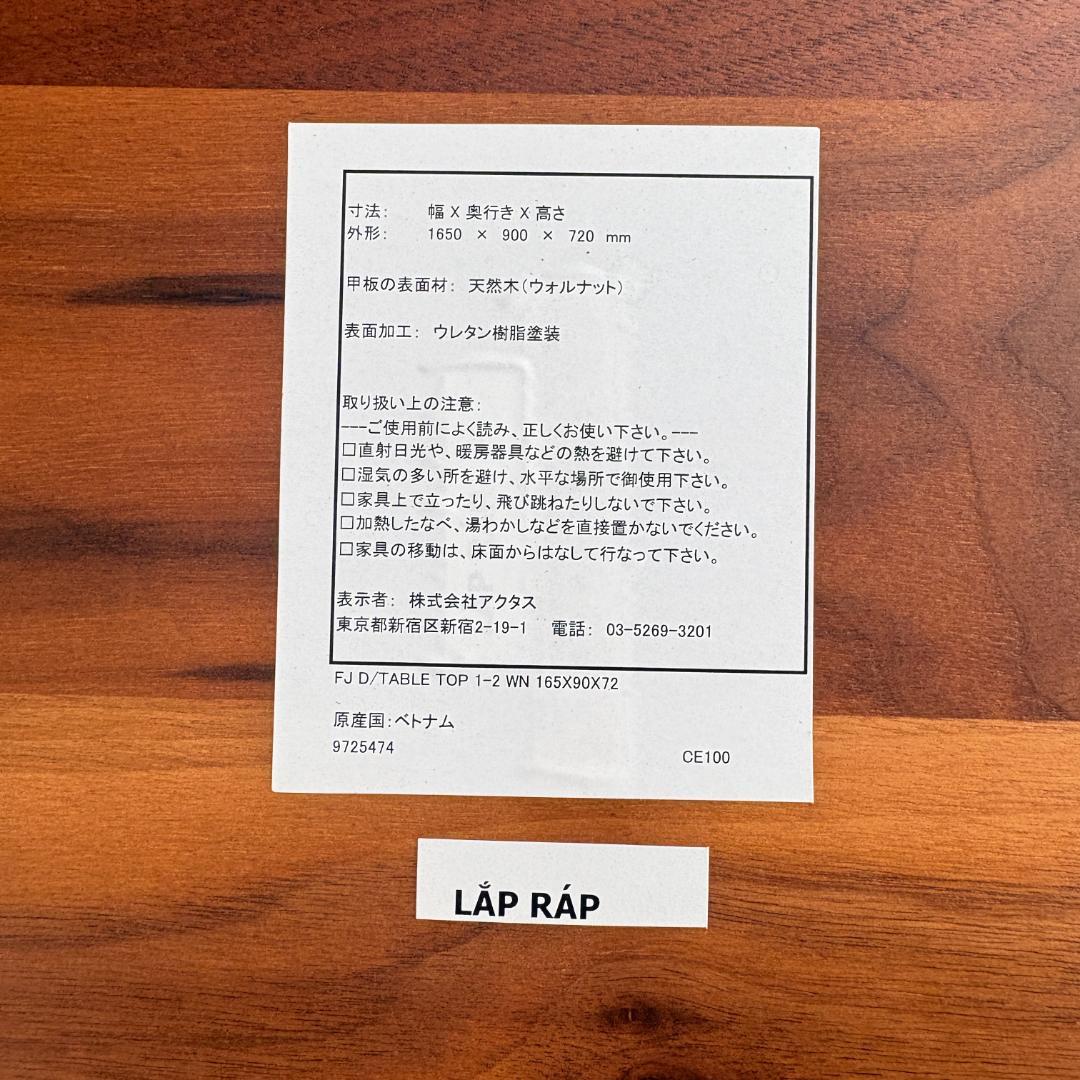 寸法: 幅 X 奥行き X 高さ
外形: 1650 × 900 × 720 mm
甲板の表面材: 天然木(ウォルナット)
表面加工: ウレタン樹脂塗装
取り扱い上の注意:
---ご使用前によく読み、正しくお使い下さい。---
□直射日光や、暖房器具などの熱を避けて下さい。
□湿気の多い所を避け、水平な場所で御使用下さい。
□家具上で立ったり、飛び跳ねたりしないで下さい。
□加熱したなべ、湯わかしなどを直接置かないでください。
□家具の移動は、床面からはなして行なって下さい。
表示者: 株式会社アクタス
東京都新宿区新宿2-19-1 電話: 03-5269-3201
FJ D/TABLE TOP 1-2 WN 165X90X72
原産国:ベトナム
9725474 CE100
LẮP RÁP